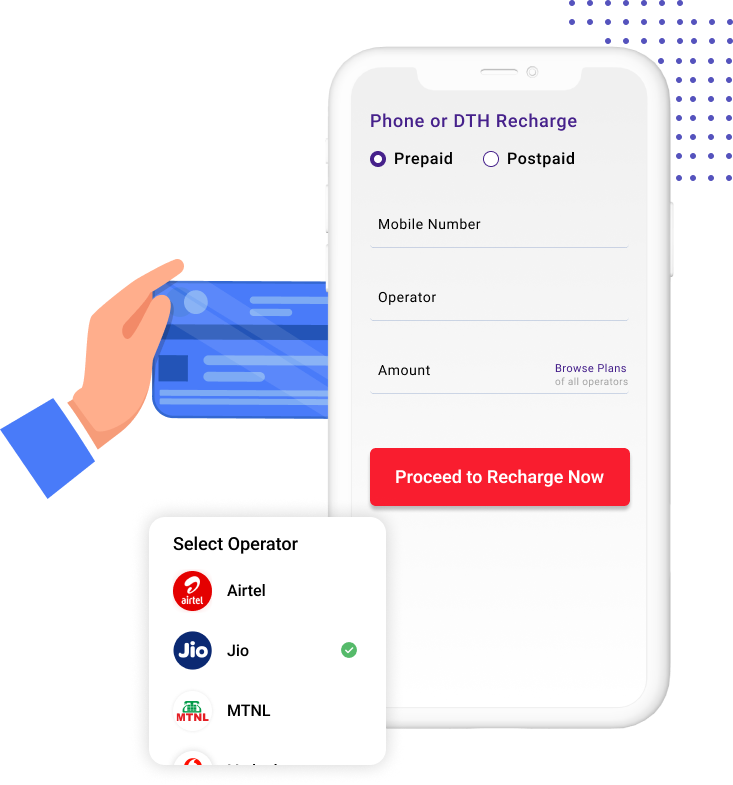 Phone or DTH Recharge
Prepaid
Postpaid
Mobile Number
Operator
Amount
Browse Plans
of all operators
Proceed to Recharge Now
Select Operator
airtel
Airtel
Jio
Jio
MTNL
MTNL